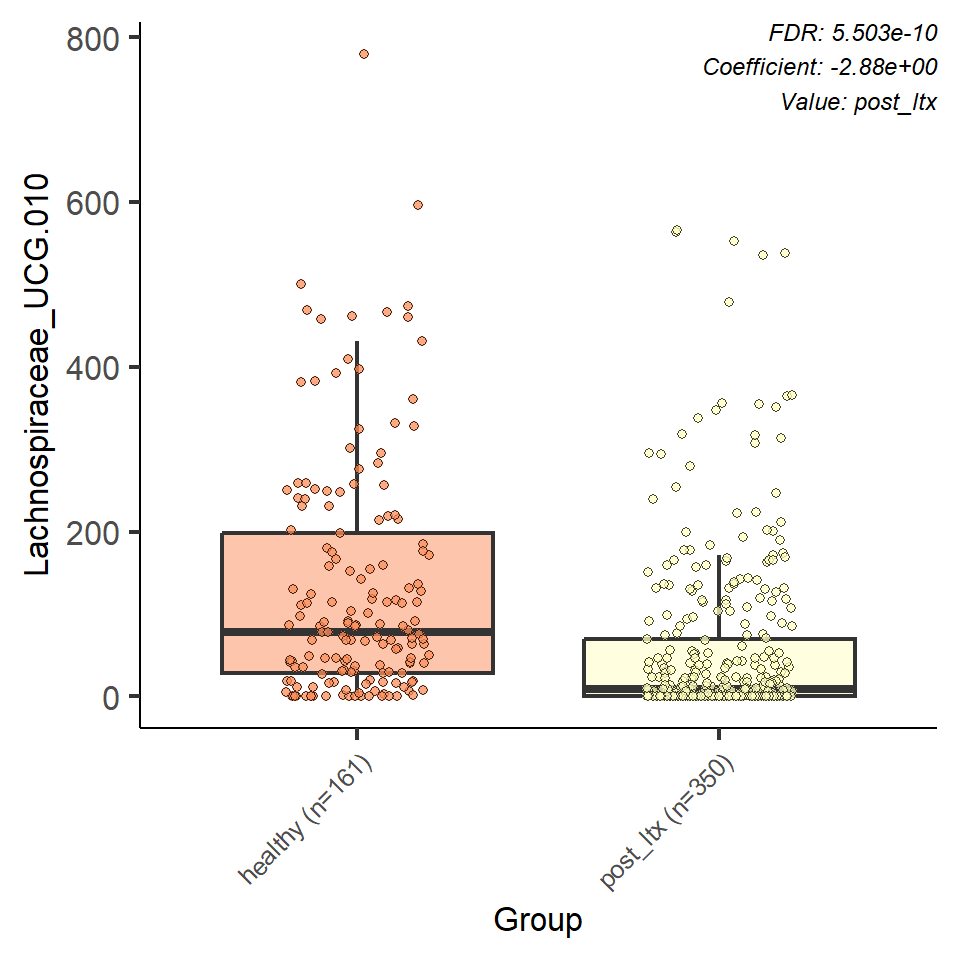 FDR: 5.503e-10
Coefficient: -2.88e+00
Value: post_ltx
Lachnospiraceae_UCG.010
800
600
400
200
0
healthy (n=161)
post_ltx (n=350)
Group